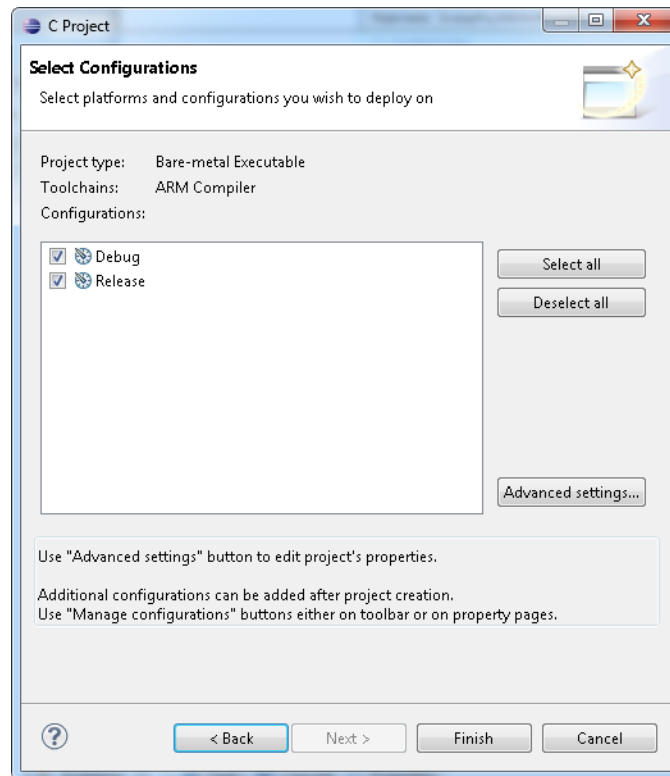 C Project
Select Configurations
Select platforms and configurations you wish to deploy on
Project type: Bare-metal Executable
Toolchains: ARM Compiler
Configurations:
Debug
Release
Select all
Deselect all
Advanced settings...
Use "Advanced settings" button to edit project's properties.
Additional configurations can be added after project creation.
Use "Manage configurations" buttons either on toolbar or on property pages.
?
< Back
Next >
Finish
Cancel